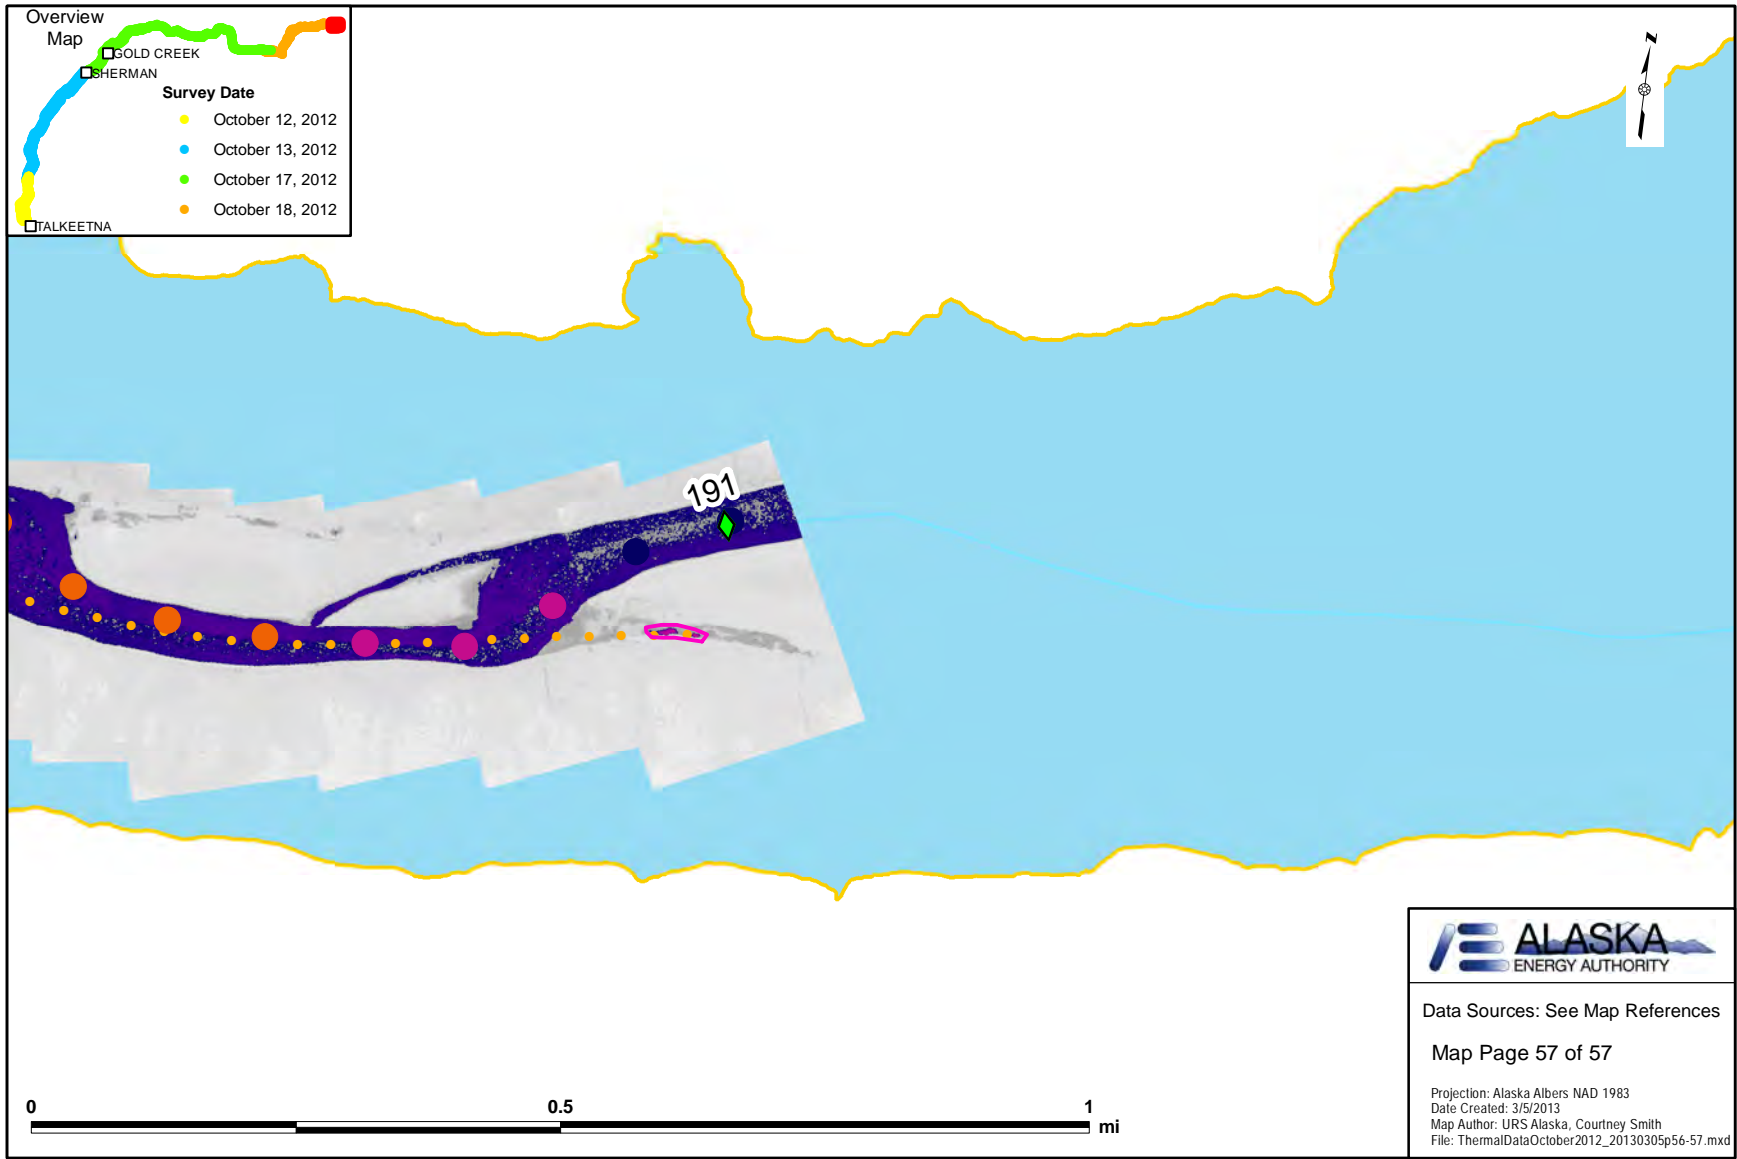 Overview
Map
GOLD CREEK
SHERMAN
Survey Date
October 12, 2012
October 13, 2012
October 17, 2012
October 18, 2012
TALKEETNA
N
191
ALASKA
ENERGY AUTHORITY
Data Sources: See Map References
Map Page 57 of 57
Projection: Alaska Albers NAD 1983
Date Created: 3/5/2013
Map Author: URS Alaska, Courtney Smith
File: ThermalDataOctober2012_20130305p56-57.mxd
0 0.5 1
mi